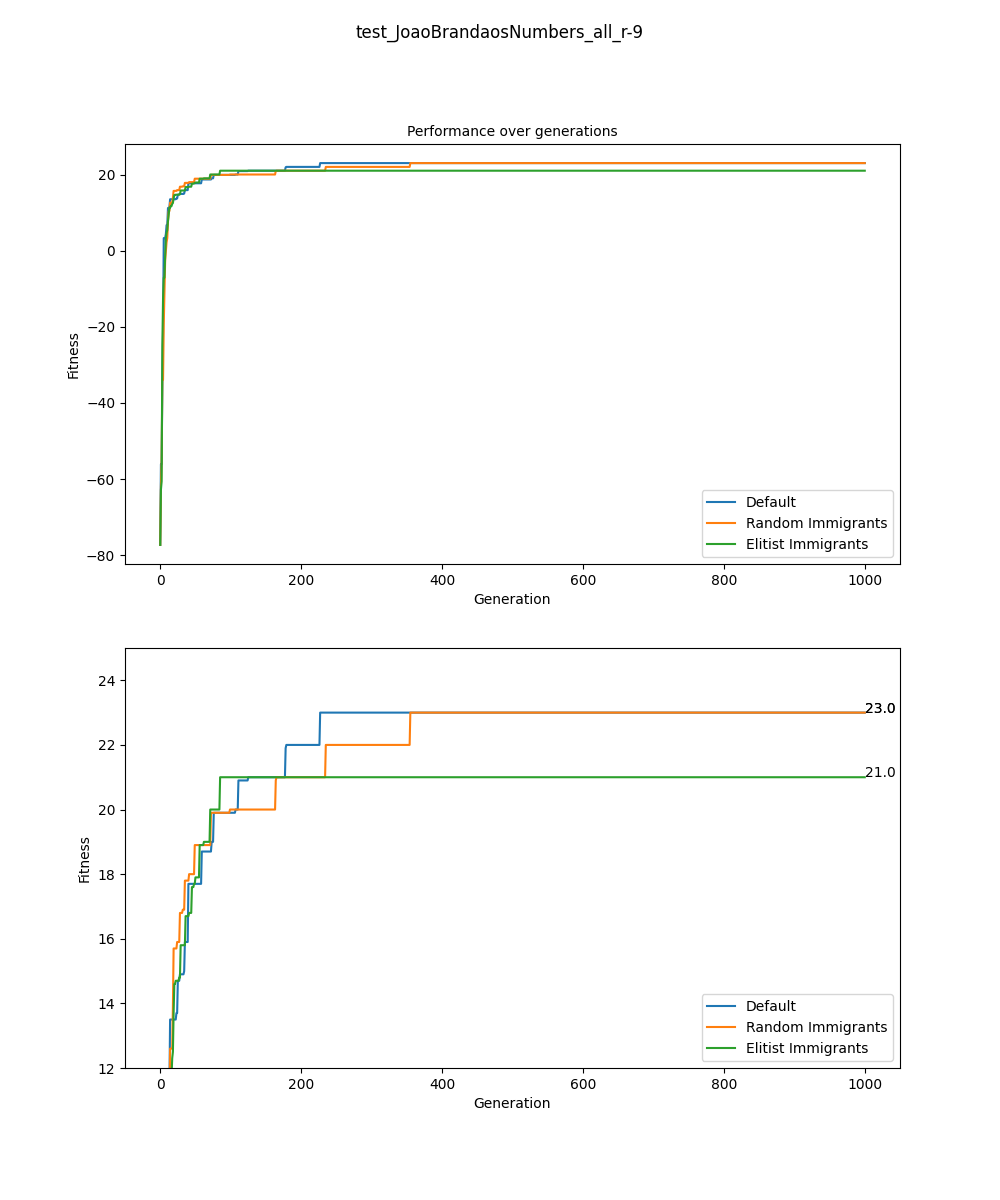 test_JoaoBrandaosNumbers_all_r-9
Performance over generations
Fitness
20
0
−20
−40
−60
−80
0 200 400 600 800 1000
Generation
Default
Random Immigrants
Elitist Immigrants
Fitness
24
22
20
18
16
14
12
23.0
21.0
0 200 400 600 800 1000
Generation
Default
Random Immigrants
Elitist Immigrants